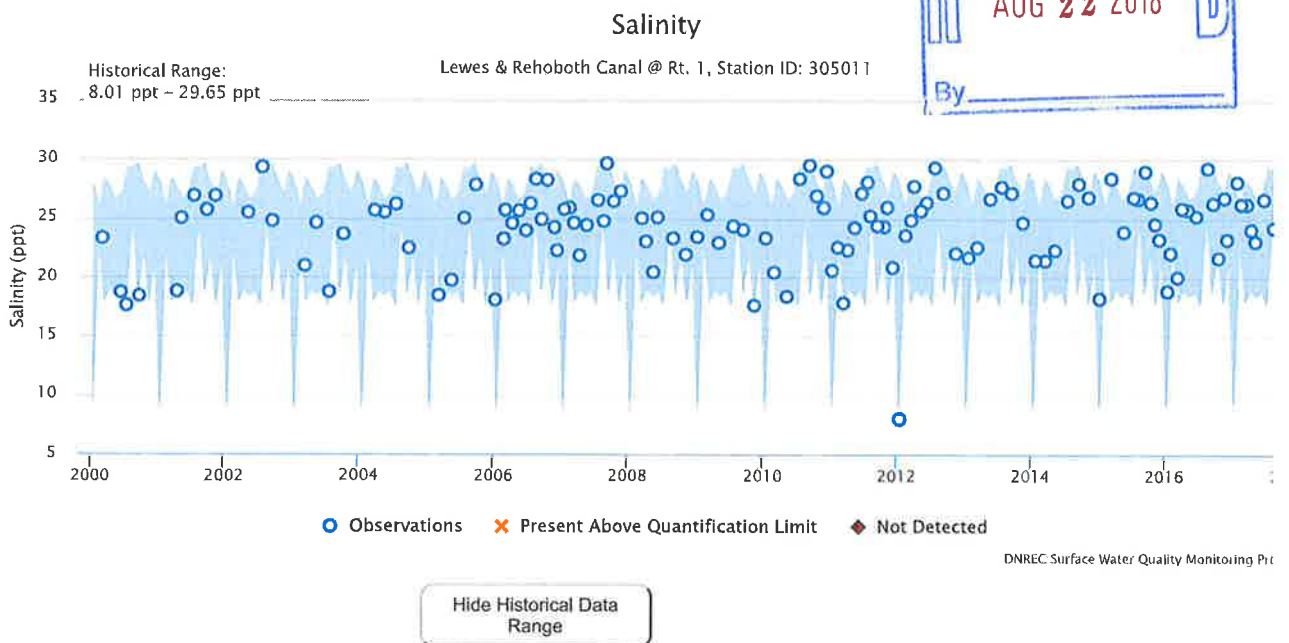 AUG 22 2018
D
By
Salinity
Lewes & Rehoboth Canal @ Rt. 1, Station ID: 305011
Historical Range:
8.01 ppt – 29.65 ppt
35
30
25
20
15
10
5
Salinity (ppt)
2000 2002 2004 2006 2008 2010 2012 2014 2016
Observations Present Above Quantification Limit Not Detected
DNREC Surface Water Quality Monitoring
Hide Historical Data
Range